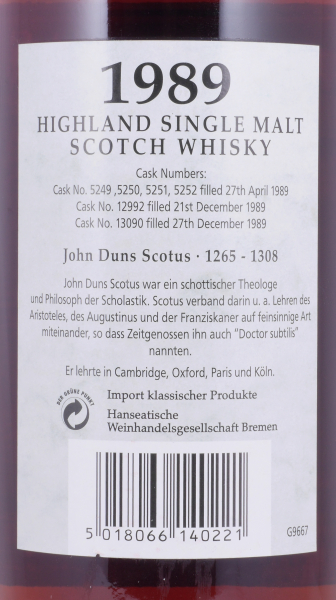 1989
HIGHLAND SINGLE MALT
SCOTCH WHISKY
Cask Numbers:
Cask No. 5249 ,5250, 5251, 5252 filled 27th April 1989
Cask No. 12992 filled 21st December 1989
Cask No. 13090 filled 27th December 1989
John Duns Scotus · 1265 - 1308
John Duns Scotus war ein schottischer Theologe
und Philosoph der Scholastik. Scotus verband darin u. a. Lehren des
Aristoteles, des Augustinus und der Franziskaner auf feinsinnige Art
miteinander, so dass Zeitgenossen ihn auch "Doctor subtilis"
nannten.
Er lehrte in Cambridge, Oxford, Paris und Köln.
DER GRÜNE PUNKT
Import klassischer Produkte
Hanseatische
Weinhandelsgesellschaft Bremen
5 018066 140221
G9667